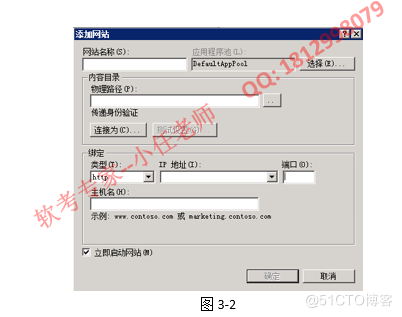 添加网站
网站名称(S):
应用程序池(L):
DefaultAppPool
选择(E)...
内容目录
物理路径(P):
..
传递身份验证
连接为(C)...
测试设置(G)...
绑定
类型(T):
IP 地址(I):
端口(O):
http
主机名(H):
示例: www.contoso.com 或 marketing.contoso.com
立即启动网站(M)
确定
取消
图 3-2
软考专家--小任老师
QQ: 1812998079
@51CTO博客